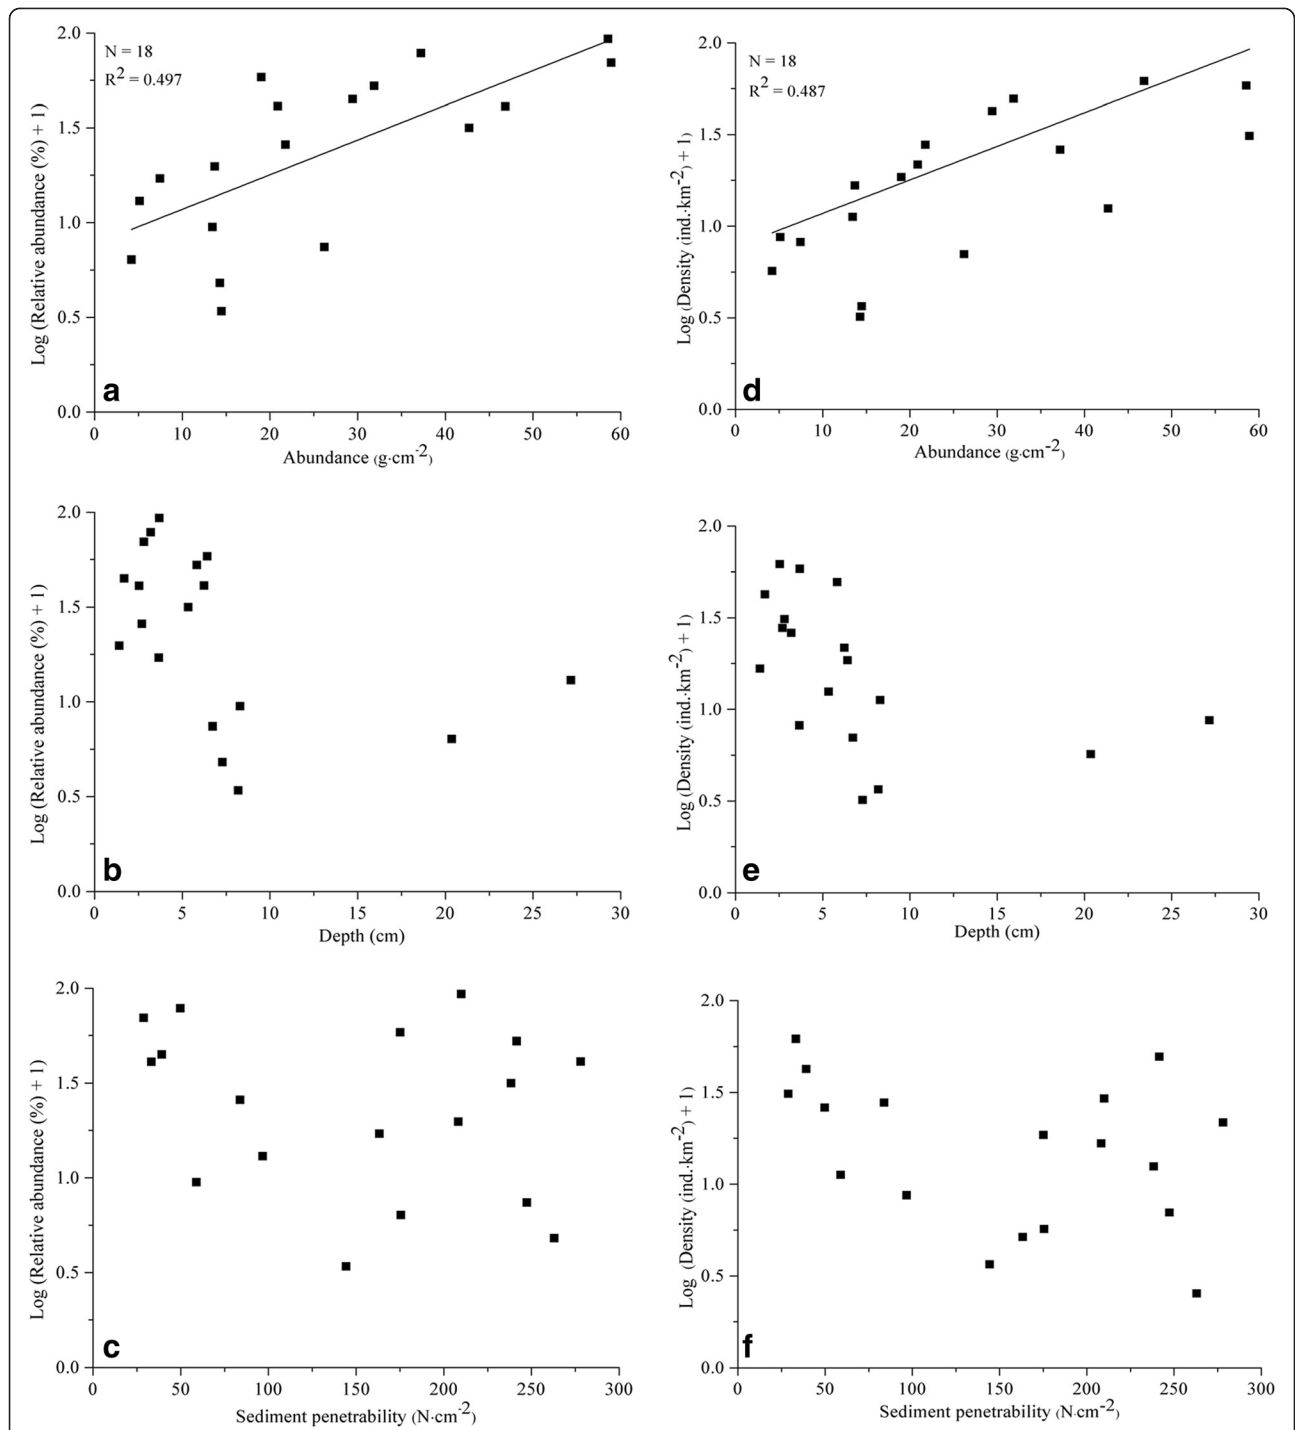 2.0
1.5
1.0
0.5
0.0
Log (Relative abundance (%) + 1)
N = 18
R2 = 0.497
a
0 10 20 30 40 50 60
Abundance (g·cm-2)
2.0
1.5
1.0
0.5
0.0
Log (Density (ind.·km-2) + 1)
N = 18
R2 = 0.487
d
0 10 20 30 40 50 60
Abundance (g·cm-2)
2.0
1.5
1.0
0.5
0.0
Log (Relative abundance (%) + 1)
b
0 5 10 15 20 25 30
Depth (cm)
2.0
1.5
1.0
0.5
0.0
Log (Density (ind.·km-2) + 1)
e
0 5 10 15 20 25 30
Depth (cm)
2.0
1.5
1.0
0.5
0.0
Log (Relative abundance (%) + 1)
c
0 50 100 150 200 250 300
Sediment penetrability (N·cm-2)
2.0
1.5
1.0
0.5
0.0
Log (Density (ind.·km-2) + 1)
f
0 50 100 150 200 250 300
Sediment penetrability (N·cm-2)